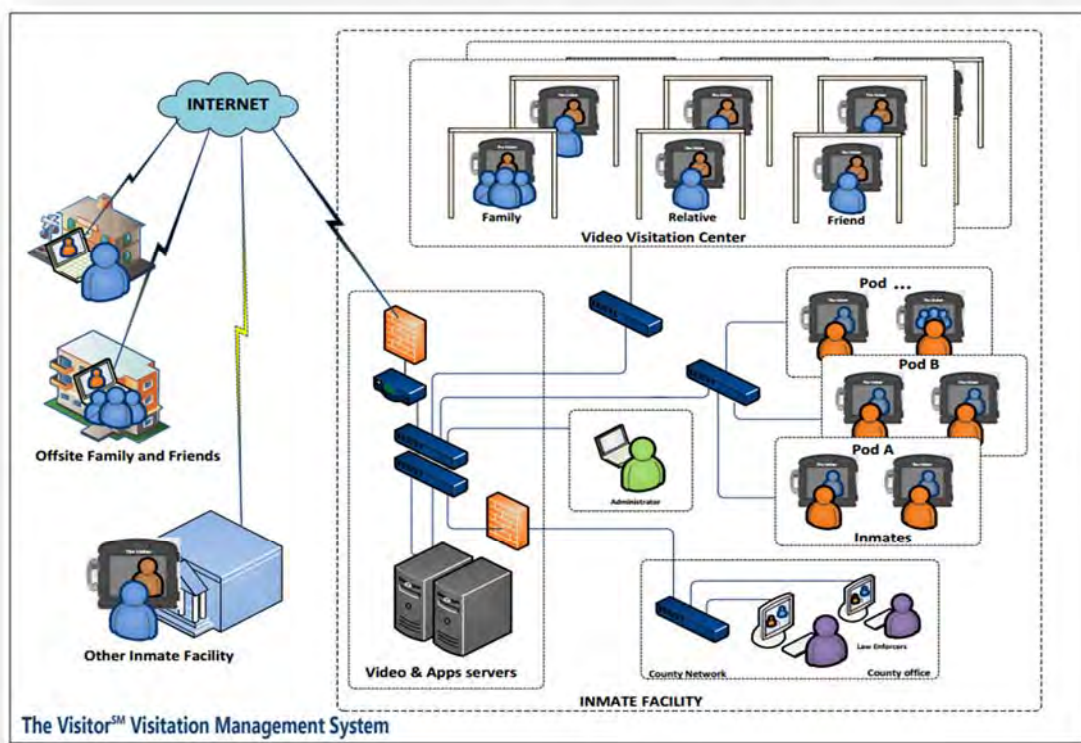 INTERNET
Family
Relative
Friend
Video Visitation Center
Pod ...
Pod B
Pod A
Inmates
Offsite Family and Friends
Administrator
Other Inmate Facility
Video & Apps servers
Law Enforcers
County Network
County office
INMATE FACILITY
The Visitor℠ Visitation Management System